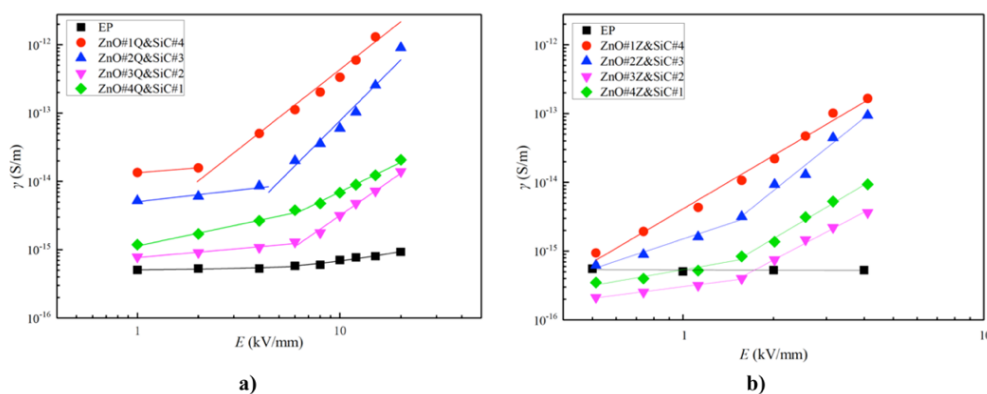 EP
ZnO#1Q&SiC#4
ZnO#2Q&SiC#3
ZnO#3Q&SiC#2
ZnO#4Q&SiC#1
10⁻¹²
10⁻¹³
10⁻¹⁴
10⁻¹⁵
10⁻¹⁶
γ (S/m)
1
10
E (kV/mm)
a)
EP
ZnO#1Z&SiC#4
ZnO#2Z&SiC#3
ZnO#3Z&SiC#2
ZnO#4Z&SiC#1
10⁻¹²
10⁻¹³
10⁻¹⁴
10⁻¹⁵
10⁻¹⁶
γ (S/m)
1
10
E (kV/mm)
b)